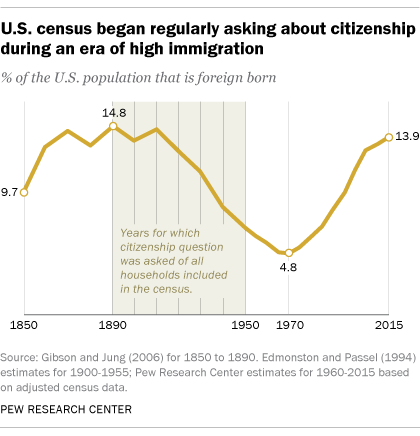 U.S. census began regularly asking about citizenship
during an era of high immigration
% of the U.S. population that is foreign born
14.8
13.9
9.7
Years for which
citizenship question
was asked of all
households included
in the census.
4.8
1850
1890
1950
1970
2015
Source: Gibson and Jung (2006) for 1850 to 1890. Edmonston and Passel (1994)
estimates for 1900-1955; Pew Research Center estimates for 1960-2015 based
on adjusted census data.
PEW RESEARCH CENTER